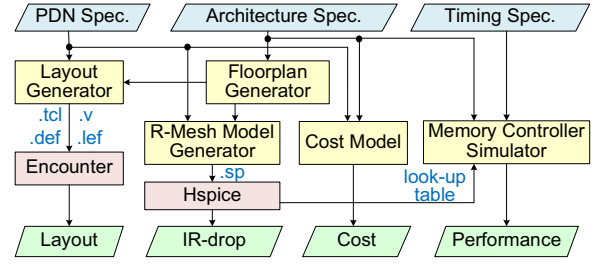 PDN Spec.
Architecture Spec.
Timing Spec.
Layout
Generator
Floorplan
Generator
.tcl .v
.def .lef
R-Mesh Model
Generator
Cost Model
Memory Controller
Simulator
Encounter
.sp
Hspice
look-up
table
Layout
IR-drop
Cost
Performance